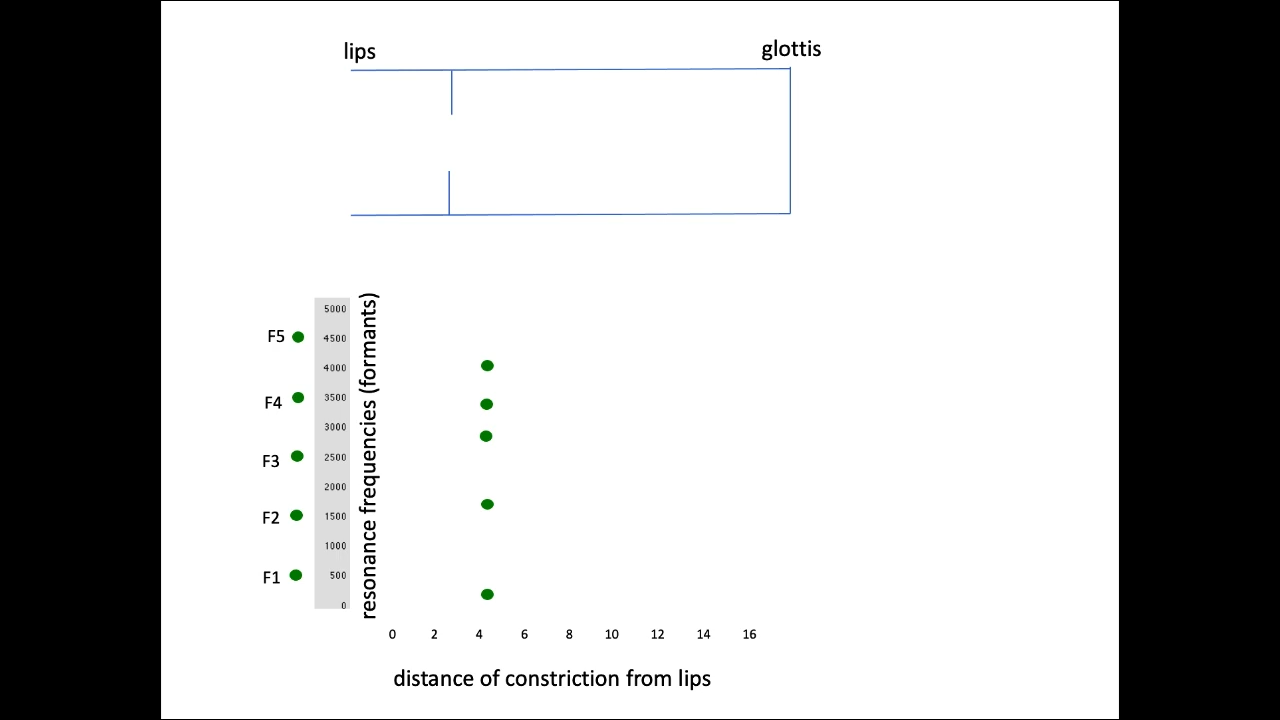 lips
glottis
resonance frequencies (formants)
5000
F5
4500
4000
F4
3500
3000
F3
2500
2000
F2
1500
1000
F1
500
0
0 2 4 6 8 10 12 14 16
distance of constriction from lips